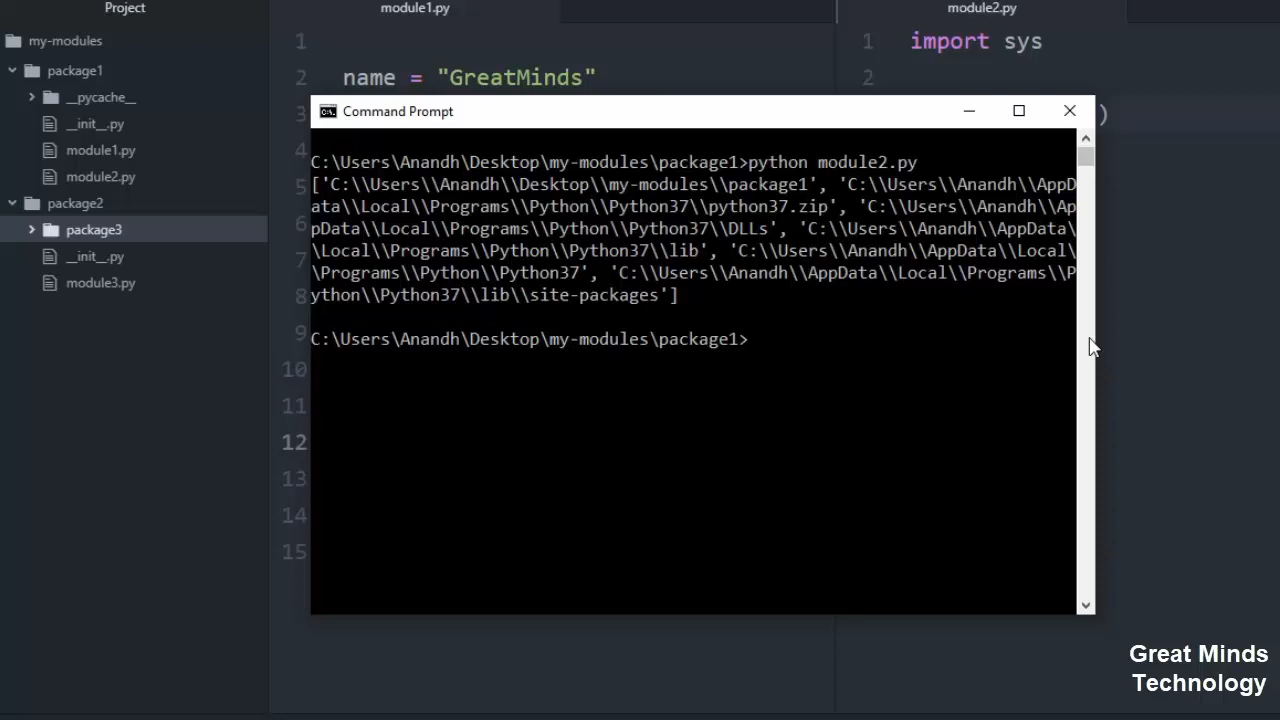 Project
module1.py
module2.py
my-modules
package1
__pycache__
__init__.py
module1.py
module2.py
package2
package3
__init__.py
module3.py
1
2 name = "GreatMinds"
3
4
5
6
7
8
9
10
11
12
13
14
15
1 import sys
2
)
Command Prompt
C:\Users\Anandh\Desktop\my-modules\package1>python module2.py
['C:\\Users\\Anandh\\Desktop\\my-modules\\package1', 'C:\\Users\\Anandh\\AppD
ata\\Local\\Programs\\Python\\Python37\\python37.zip', 'C:\\Users\\Anandh\\Ap
pData\\Local\\Programs\\Python\\Python37\\DLLs', 'C:\\Users\\Anandh\\AppData\
\Local\\Programs\\Python\\Python37\\lib', 'C:\\Users\\Anandh\\AppData\\Local\
\Programs\\Python\\Python37', 'C:\\Users\\Anandh\\AppData\\Local\\Programs\\P
ython\\Python37\\lib\\site-packages']
C:\Users\Anandh\Desktop\my-modules\package1>
Great Minds
Technology